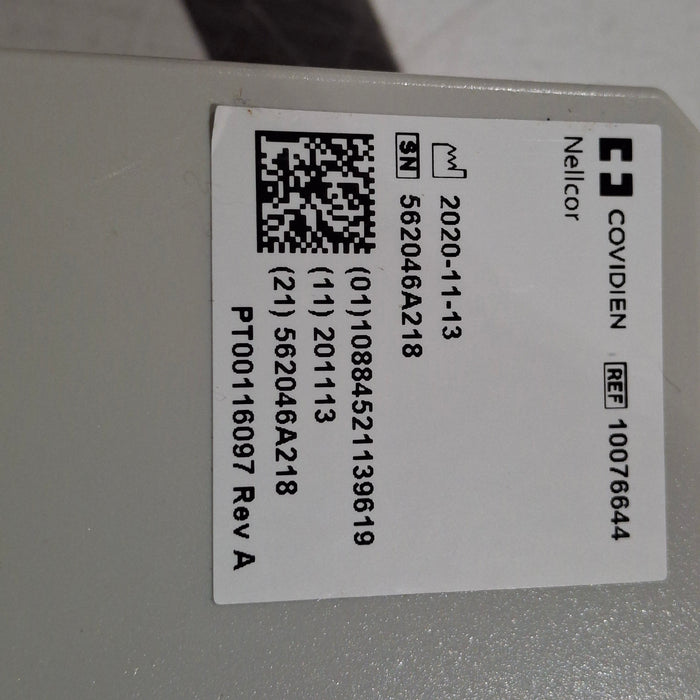 COVIDIEN REF 10076644
Nellcor
2020-11-13
SN 562046A218
(01)10884521139619
(11) 201113
(21) 562046A218
PT00116097 Rev A